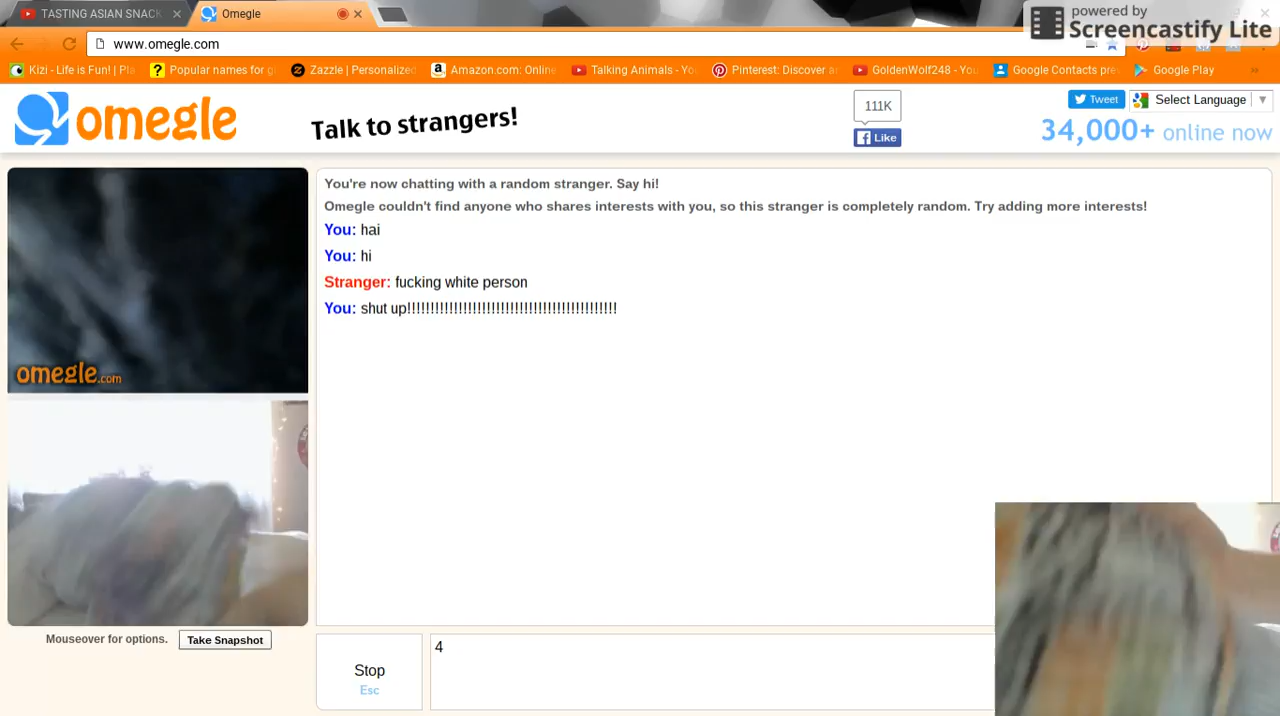 TASTING ASIAN SNACK
Omegle
powered by
Screencastify Lite
www.omegle.com
Kizi - Life is Fun! | Pla
Popular names for g
Zazzle | Personalized
Amazon.com: Online
Talking Animals - Yo
Pinterest: Discover a
GoldenWolf248 - You
Google Contacts prev
Google Play
omegle
Talk to strangers!
111K
Like
Tweet
Select Language
34,000+ online now
You're now chatting with a random stranger. Say hi!
Omegle couldn't find anyone who shares interests with you, so this stranger is completely random. Try adding more interests!
You: hai
You: hi
Stranger: fucking white person
You: shut up!!!!!!!!!!!!!!!!!!!!!!!!!!!!!!!!!!!!!!!!!!!!!
omegle.com
Mouseover for options.
Take Snapshot
Stop
Esc
4